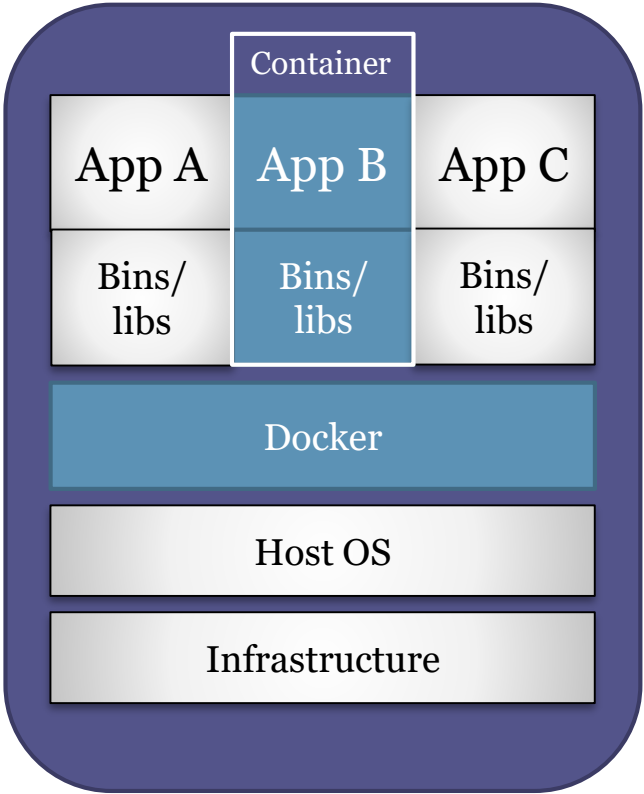 Container
App A
App B
App C
Bins/
libs
Bins/
libs
Bins/
libs
Docker
Host OS
Infrastructure